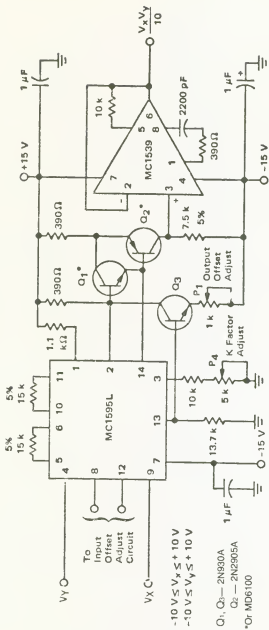 VXVY
10
1 µF
+15 V
10 k
2200 pF
390Ω
1 µF
+
-15 V
MC1539
7
5
6
8
1
2
-
3
+
4
390Ω
390Ω
Q1*
Q2*
Q3
7.5 k
5%
1.1
kΩ
P1
1 k
Output
Offset
Adjust
5%
15 k
5%
15 k
4
5
6
10
11
8
12
9
7
13
3
1
2
14
MC1595L
10 k
P4
5 k
K Factor
Adjust
13.7 k
1 µF
-15 V
VY
VX
To
Input
Offset
Adjust
Circuit
-10 V ≤ VX ≤ + 10 V
-10 V ≤ Vy ≤ + 10 V
Q1, Q3— 2N930A
Q2 — 2N2905A
*Or MD6100